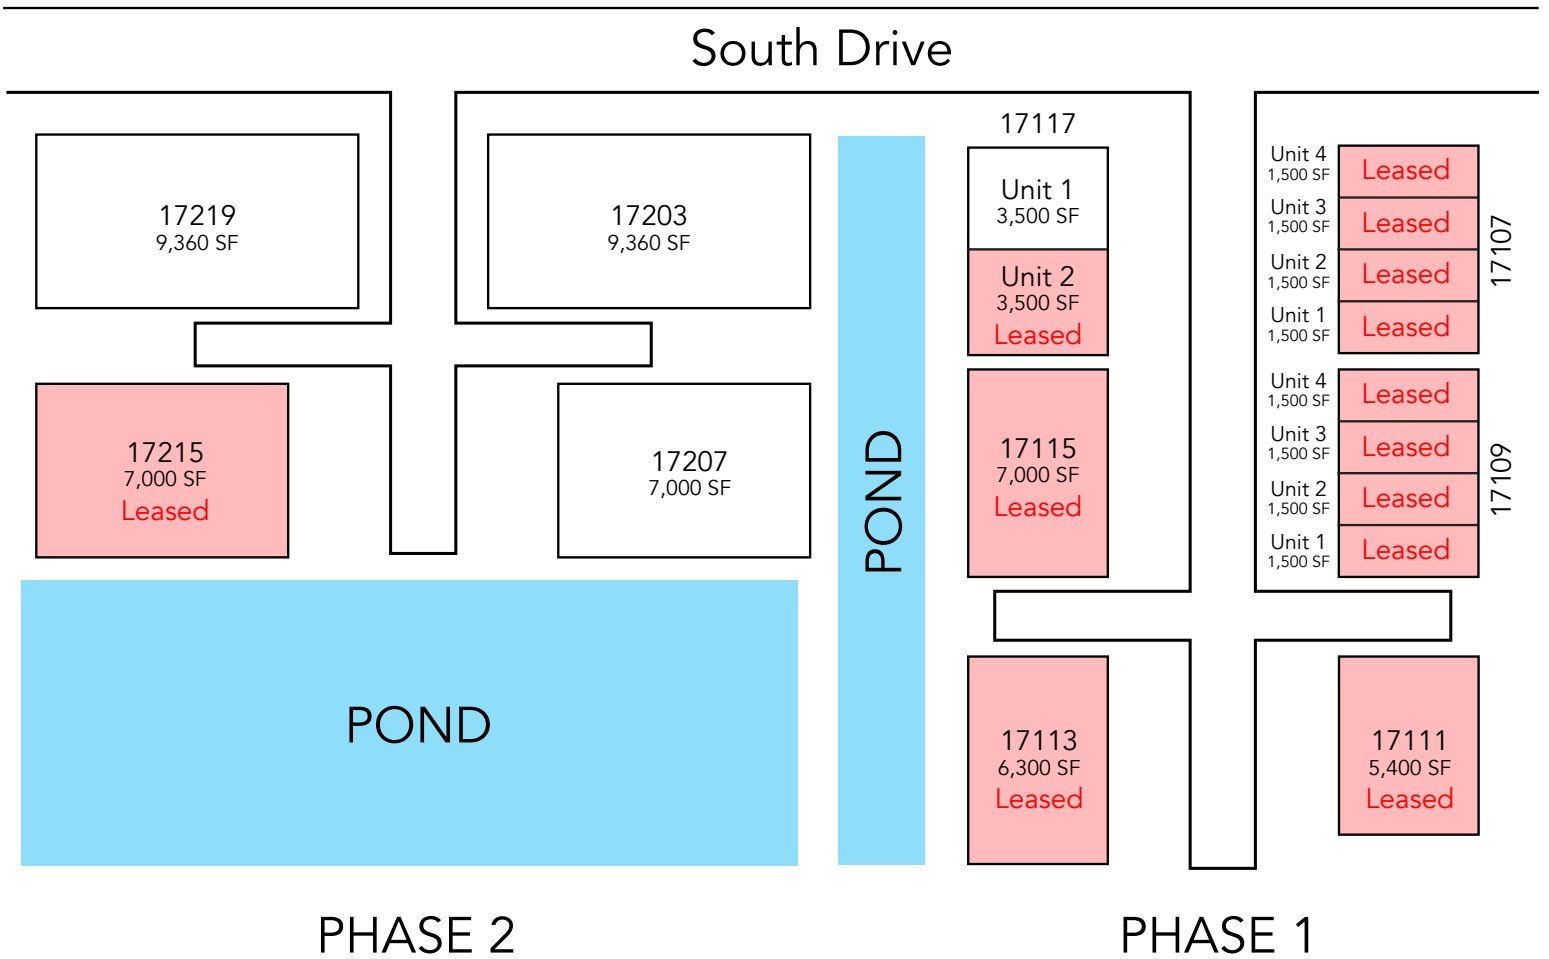 South Drive
17219
9,360 SF
17203
9,360 SF
17215
7,000 SF
Leased
17207
7,000 SF
POND
PHASE 2
POND
17117
Unit 1
3,500 SF
Unit 2
3,500 SF
Leased
17115
7,000 SF
Leased
17113
6,300 SF
Leased
Unit 4
1,500 SF
Leased
Unit 3
1,500 SF
Leased
Unit 2
1,500 SF
Leased
Unit 1
1,500 SF
Leased
17107
Unit 4
1,500 SF
Leased
Unit 3
1,500 SF
Leased
Unit 2
1,500 SF
Leased
Unit 1
1,500 SF
Leased
17109
17111
5,400 SF
Leased
PHASE 1